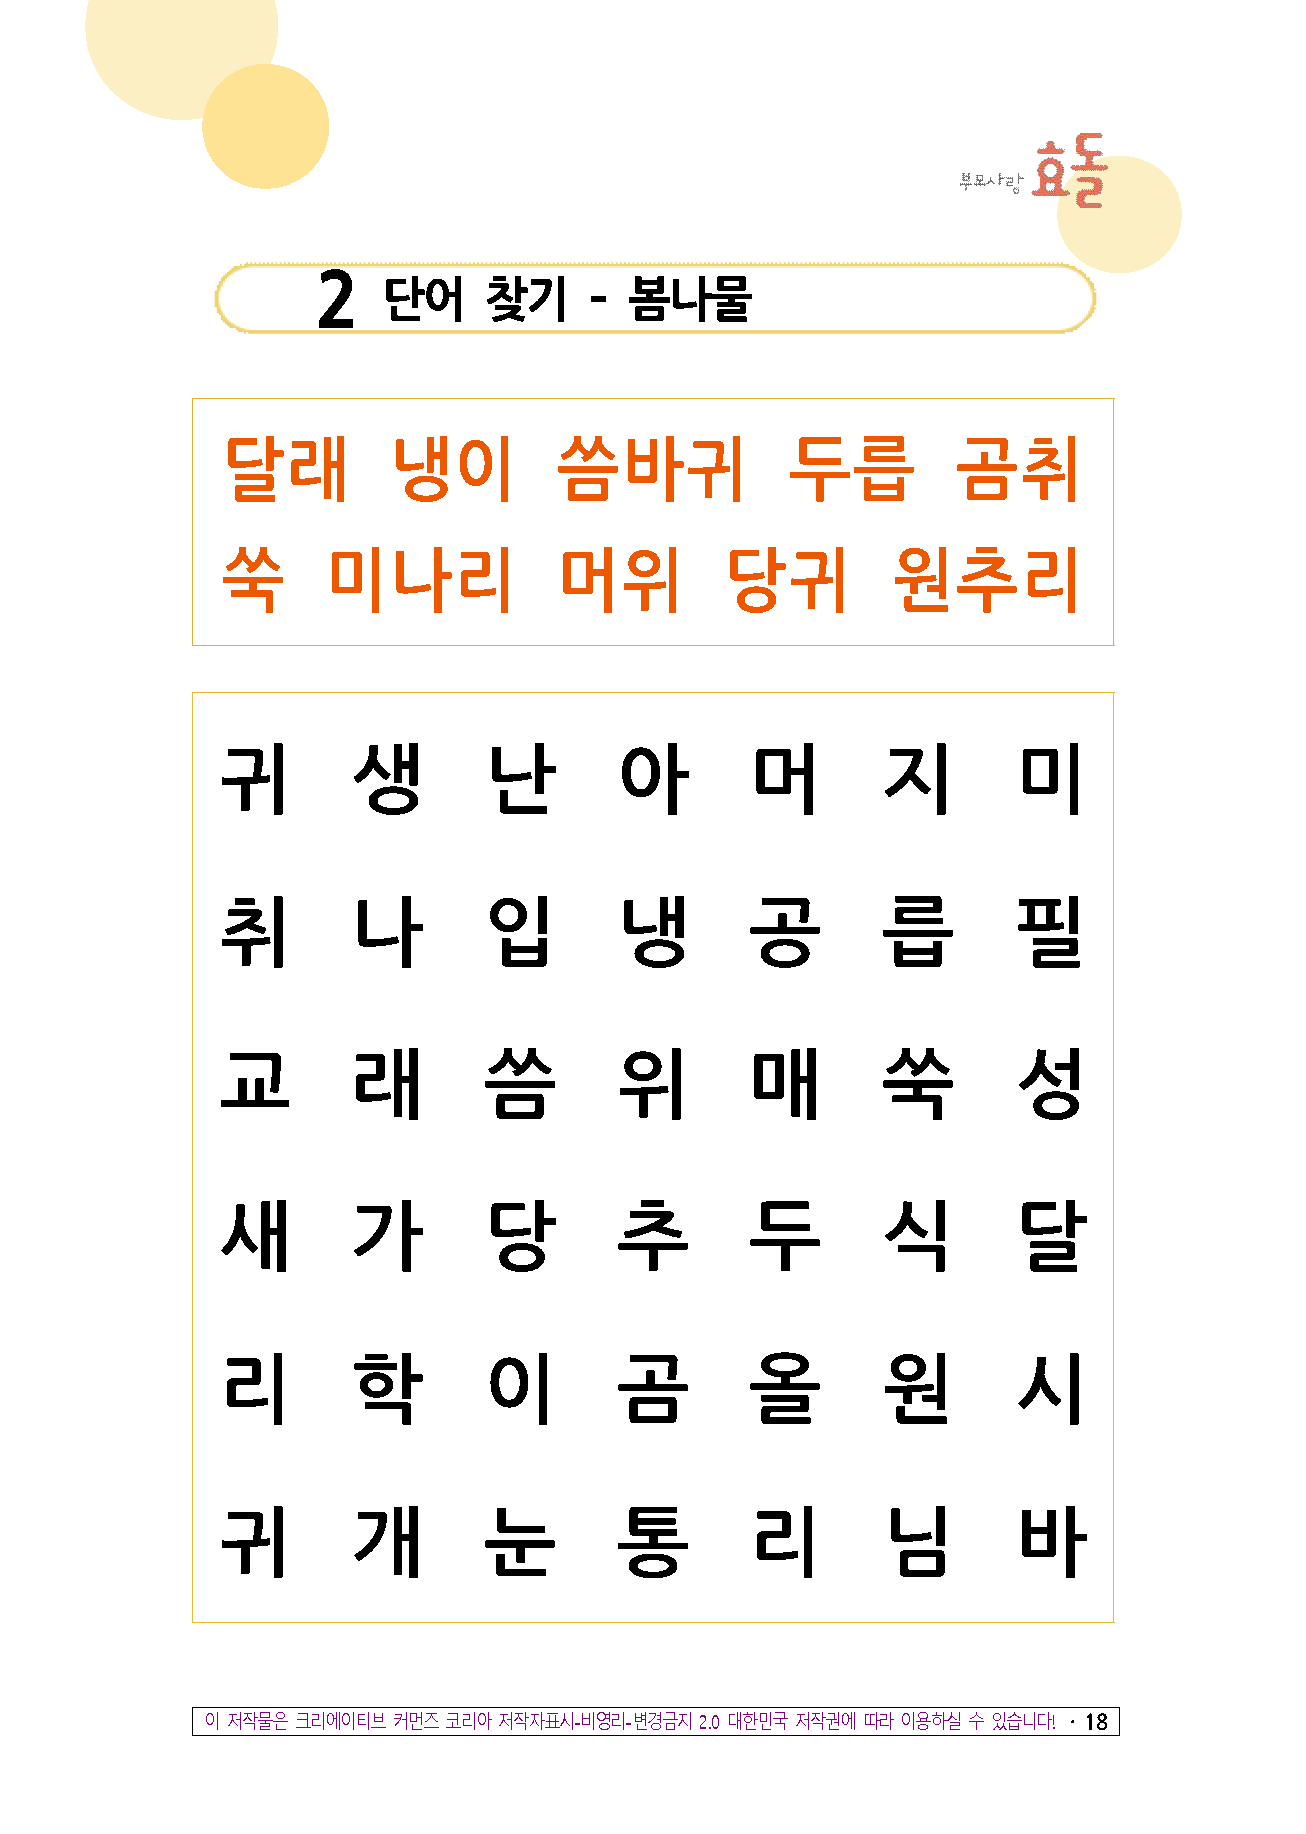 부모사랑 효돌
2 단어 찾기 - 봄나물
달래 냉이 씀바귀 두릅 곰취
쑥 미나리 머위 당귀 원추리
귀 생 난 아 머 지 미
취 나 입 냉 공 릅 필
교 래 씀 위 매 쑥 성
새 가 당 추 두 식 달
리 학 이 곰 올 원 시
귀 개 눈 통 리 님 바
이 저작물은 크리에이티브 커먼즈 코리아 저작자표시-비영리-변경금지 2.0 대한민국 저작권에 따라 이용하실 수 있습니다! · 18